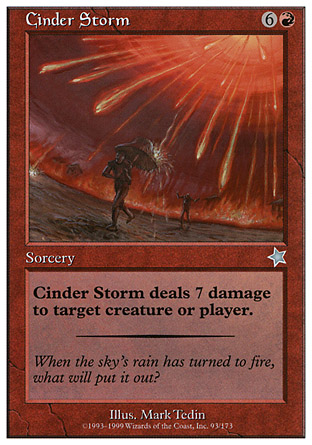 Cinder Storm 6
Sorcery
Cinder Storm deals 7 damage
to target creature or player.
When the sky's rain has turned to fire,
what will put it out?
Illus. Mark Tedin
©1993-1999 Wizards of the Coast, Inc. 93/173